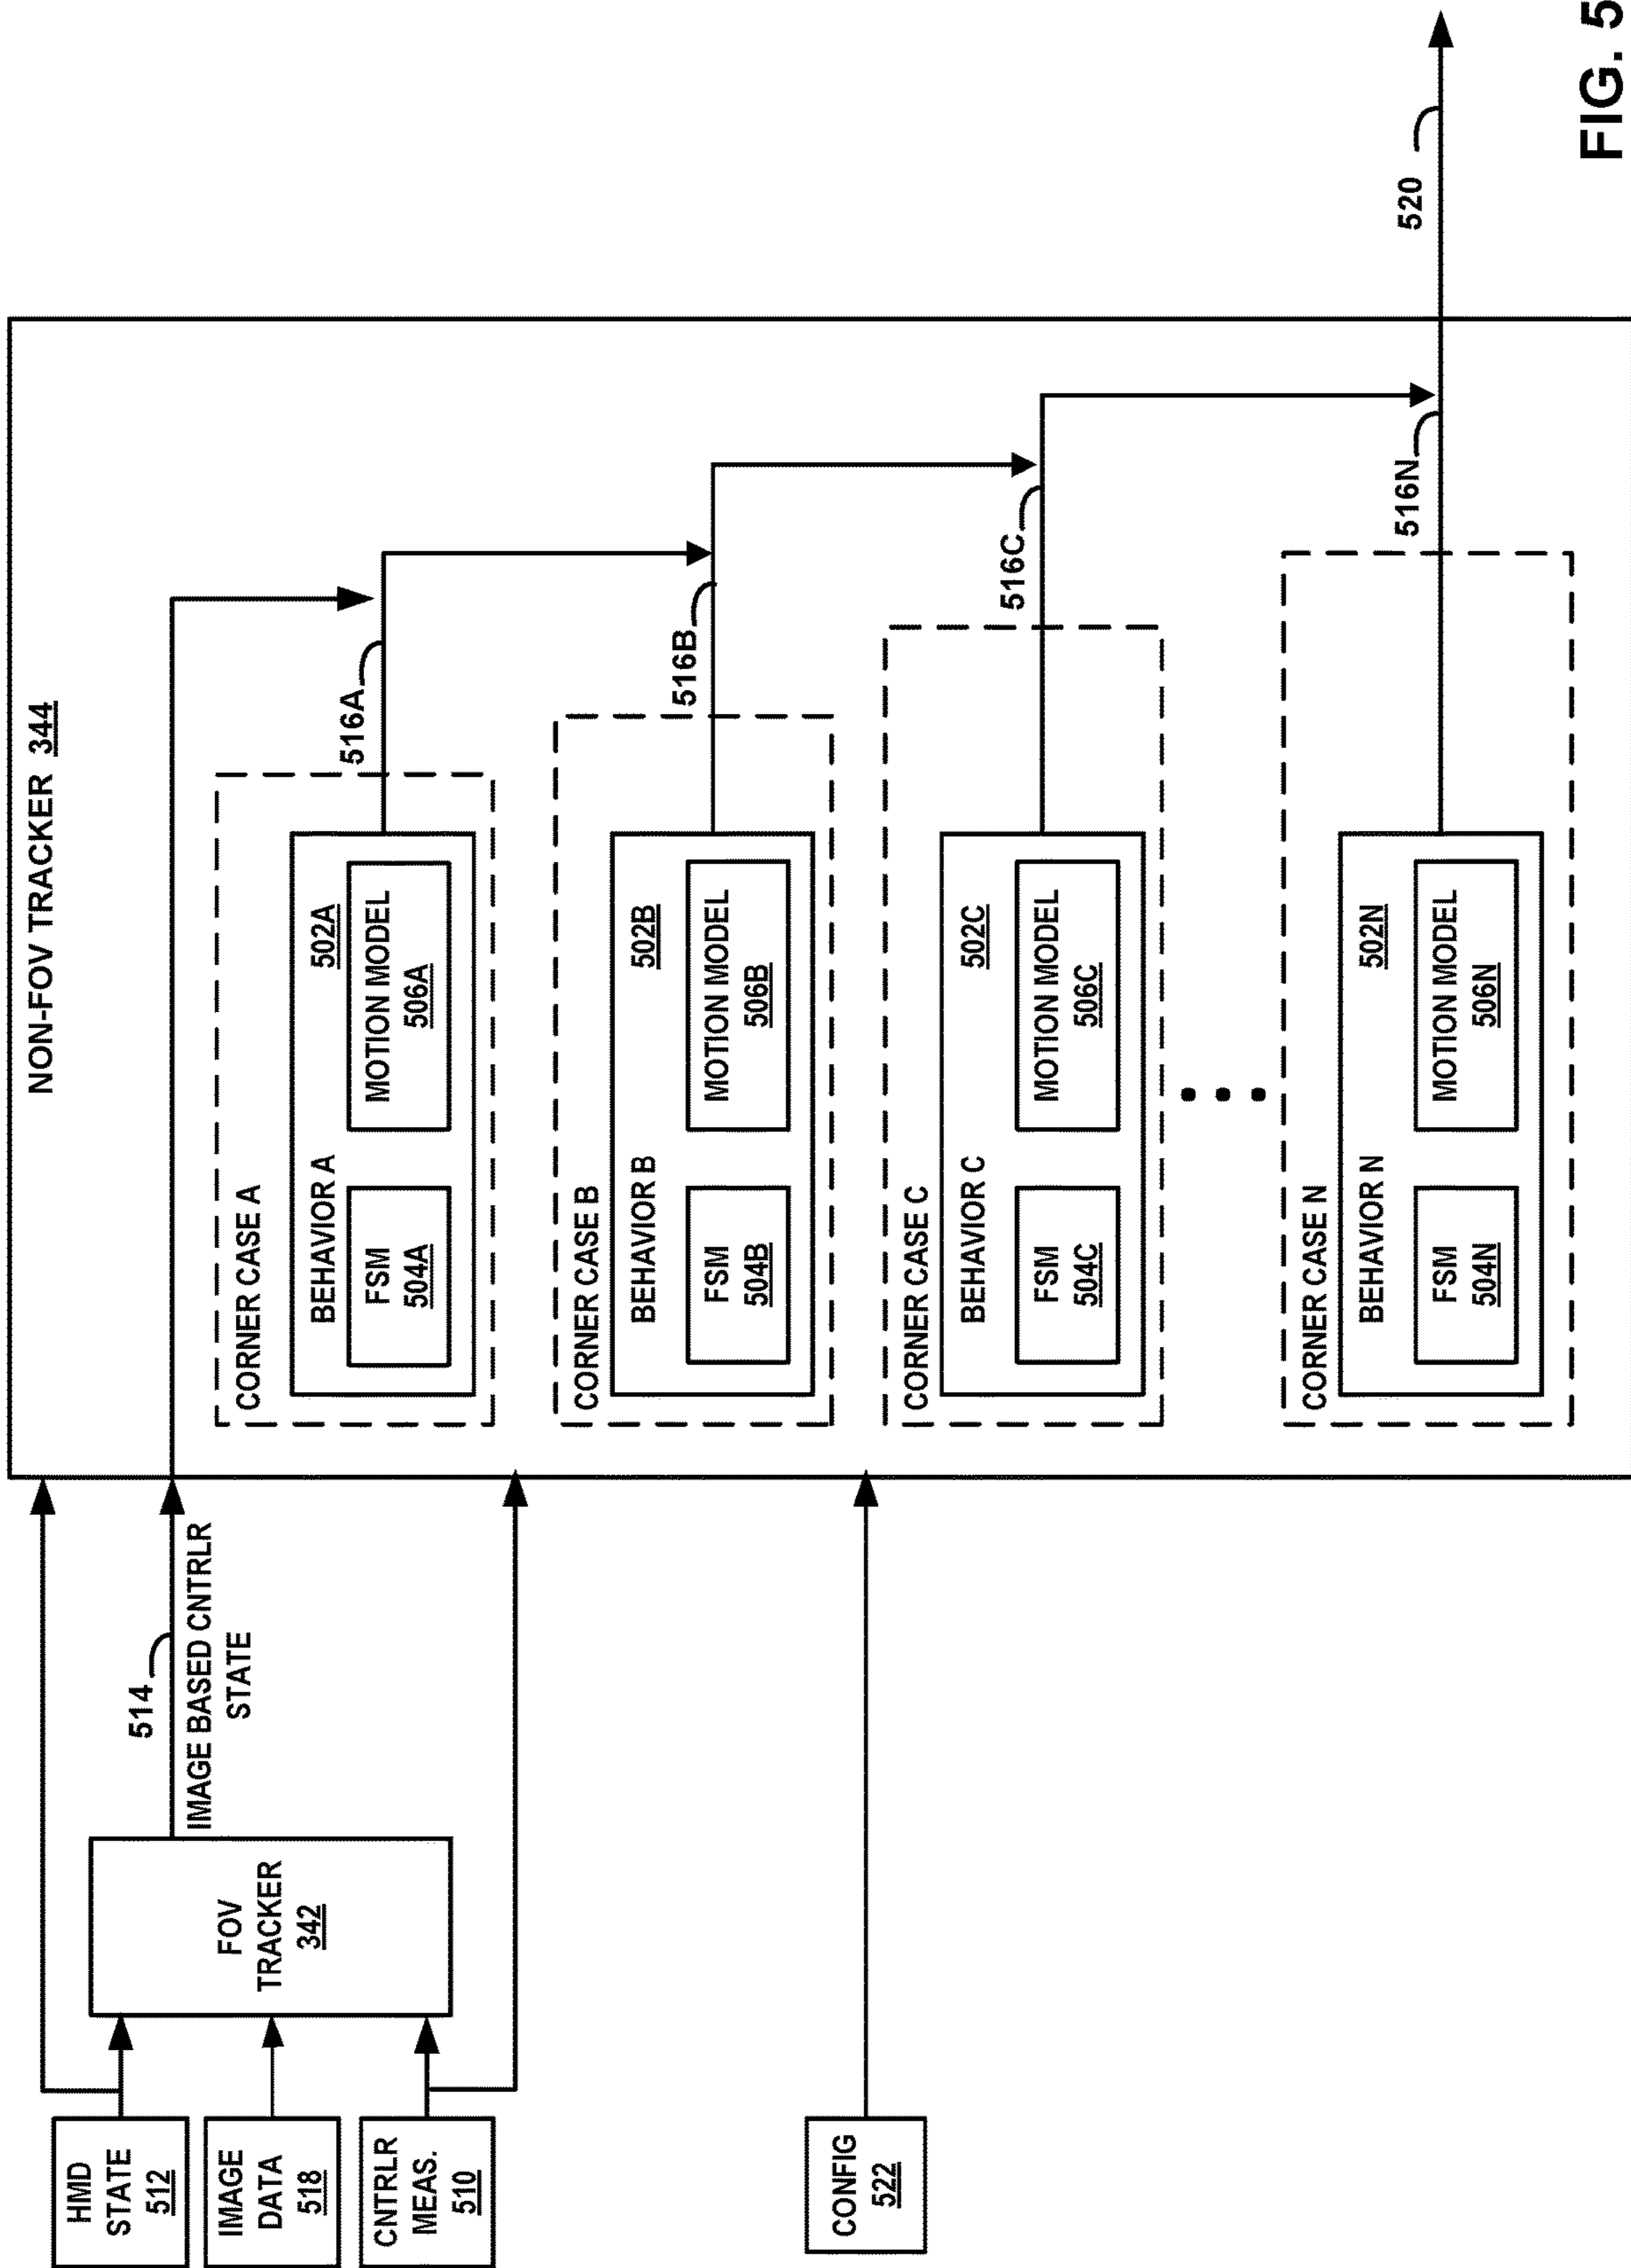 NON-FOV TRACKER 344
HMD
STATE
512
IMAGE
DATA
518
CNTRLR
MEAS.
510
CONFIG
522
FOV
TRACKER
342
514
IMAGE BASED CNTRLR
STATE
CORNER CASE A
BEHAVIOR A
502A
FSM
504A
MOTION MODEL
506A
516A
CORNER CASE B
BEHAVIOR B
502B
FSM
504B
MOTION MODEL
506B
516B
CORNER CASE C
BEHAVIOR C
502C
FSM
504C
MOTION MODEL
506C
516C
CORNER CASE N
BEHAVIOR N
502N
FSM
504N
MOTION MODEL
506N
516N
520
FIG. 5